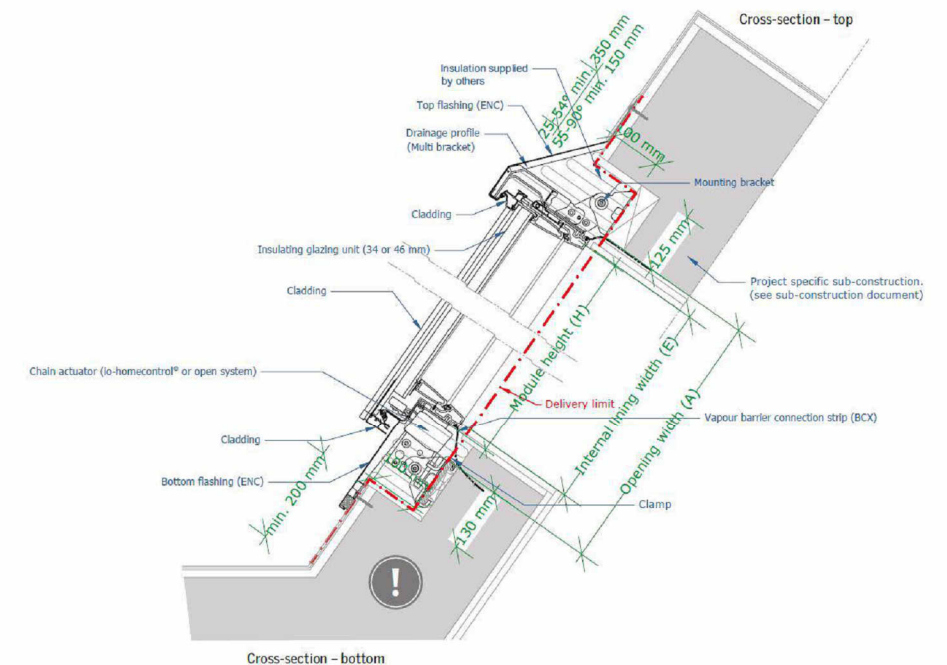 Cross-section – top
Insulation supplied
by others
25-54° min. 350 mm
55-90° min. 150 mm
Top flashing (ENC)
Drainage profile
(Multi bracket)
00 mm
Mounting bracket
Cladding
Insulating glazing unit (34 or 46 mm)
125 mm
Project specific sub-construction.
(see sub-construction document)
Cladding
Module height (H)
Internal lining width (E)
Opening width (A)
Chain actuator (io-homecontrol® or open system)
Delivery limit
Vapour barrier connection strip (BCX)
Cladding
Bottom flashing (ENC)
min. 200 mm
Clamp
130 mm
!
Cross-section – bottom